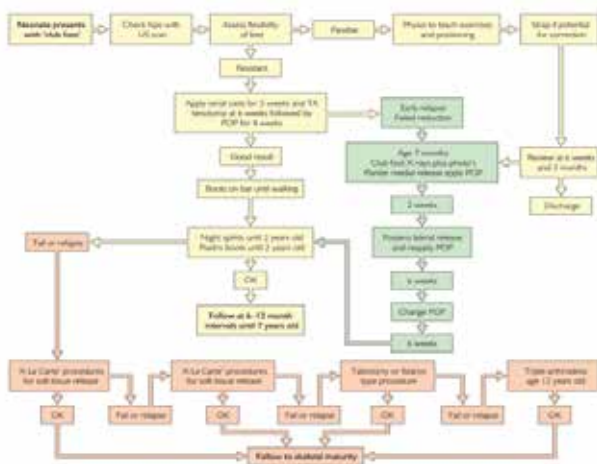 Neonate presents
with 'club foot'
Check hips with
US scan
Assess flexibility
of feet
Flexible
Physio to teach exercises
and positioning
Strap if potential
for correction
Resistant
Apply serial casts for 5 weeks and TA
tenotomy at 6 weeks followed by
POP for 4 weeks
Early relapse
Failed reduction
Good result
Age 7 months
Club foot X rays plus photo's
Plantar medial release apply POP
Review at 6 weeks
and 3 months
Boots on bar until walking
2 weeks
Discharge
Fail or relapse
Night splints until 2 years old
Piedro boots until 2 years old
Postero lateral release
and reapply POP
OK
6 weeks
Follow at 6–12 month
intervals until 7 years old
Change POP
6 weeks
'A La Carte' procedures
for soft tissue release
'A La Carte' procedures
for soft tissue release
type procedure
Triple arthrodesis
age 12 years old
OK
Fail or relapse
OK
Fail or relapse
OK
Fail or relapse
OK
Follow to skeletal maturity